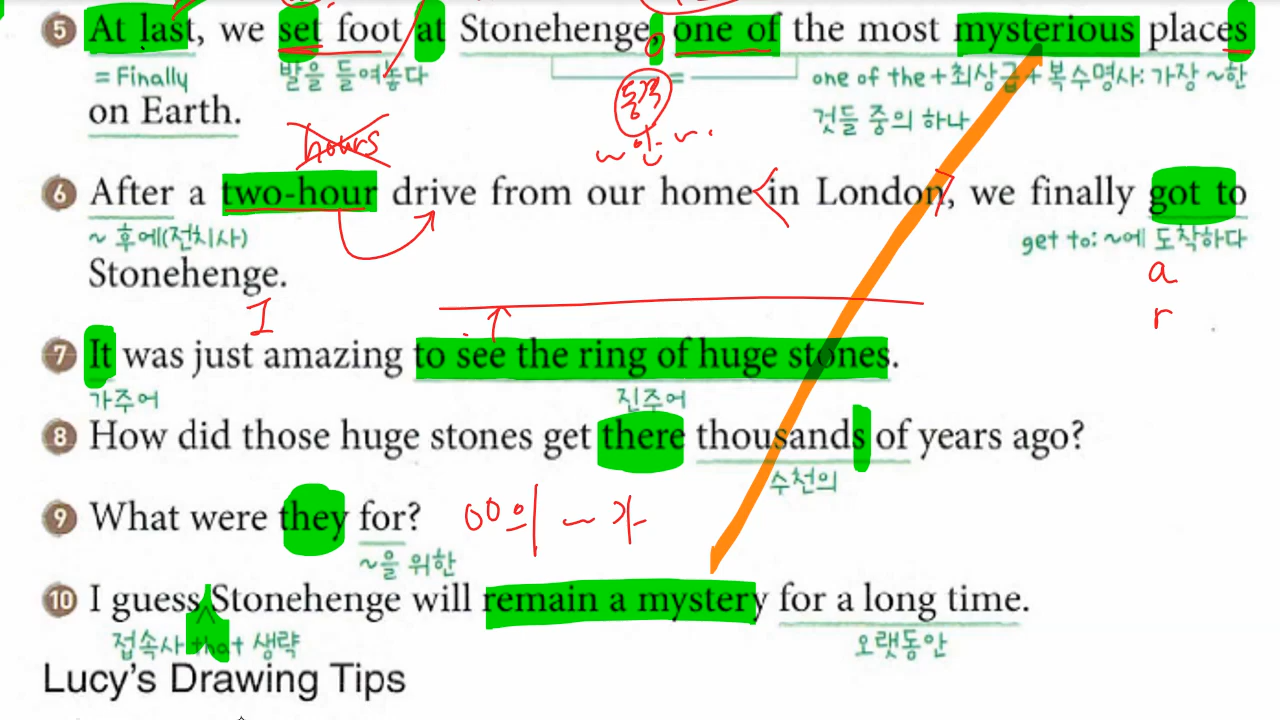 5 At last, we set foot at Stonehenge, one of the most mysterious places
= Finally 발을 들여놓다 = one of the + 최상급 + 복수명사: 가장 ~한
동격
on Earth. 것들 중의 하나
hours ~인
6 After a two-hour drive from our home in London, we finally got to
~ 후에(전치사) get to: ~에 도착하다
Stonehenge. a
I r
7 It was just amazing to see the ring of huge stones.
가주어 진주어
8 How did those huge stones get there thousands of years ago?
수천의
9 What were they for?
~을 위한
10 I guess Stonehenge will remain a mystery for a long time.
접속사 that 생략 오랫동안
Lucy's Drawing Tips